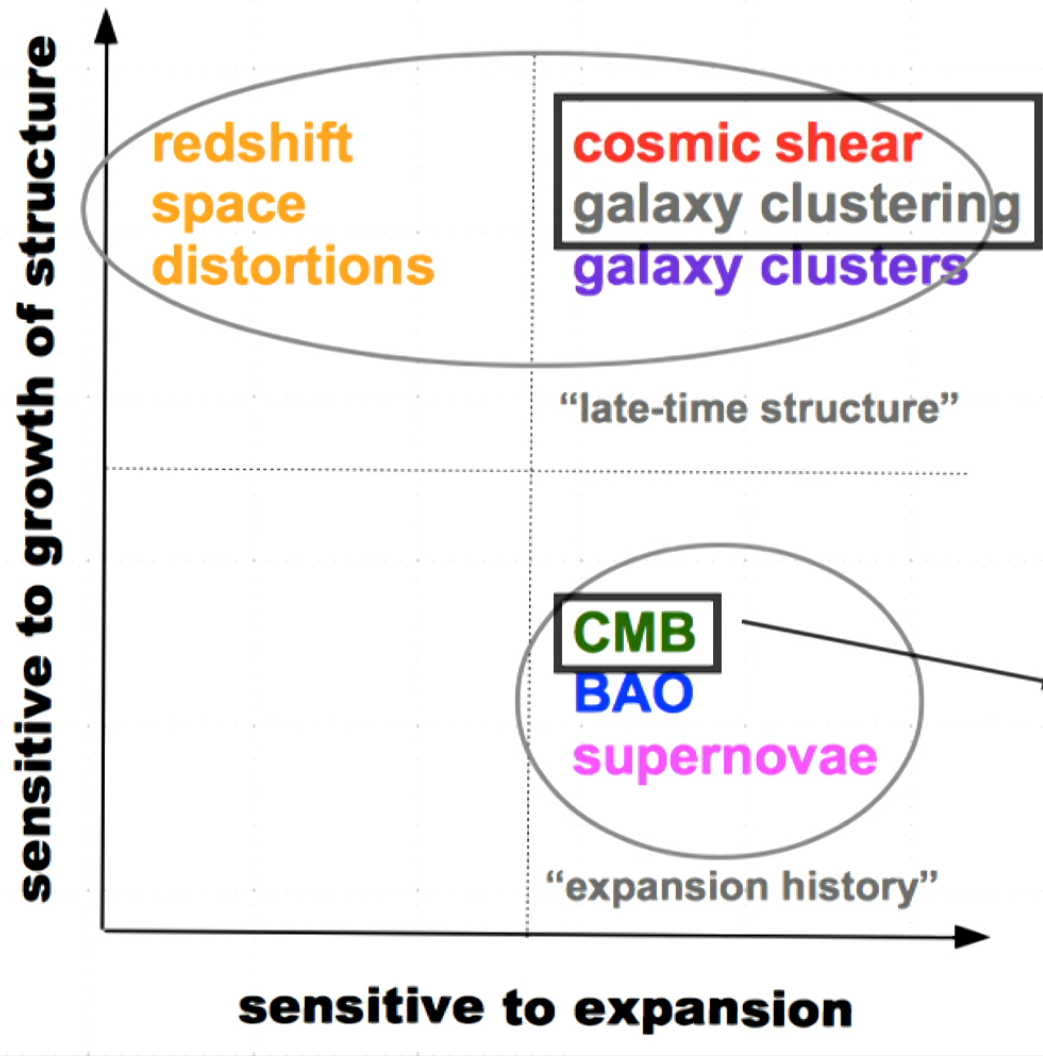 sensitive to growth of structure
redshift
space
distortions
cosmic shear
galaxy clustering
galaxy clusters
“late-time structure”
CMB
BAO
supernovae
“expansion history”
sensitive to expansion